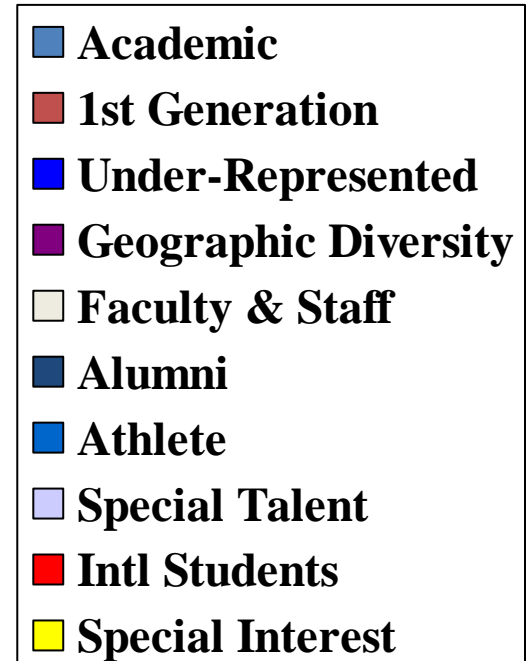 Academic
1st Generation
Under-Represented
Geographic Diversity
Faculty & Staff
Alumni
Athlete
Special Talent
Intl Students
Special Interest